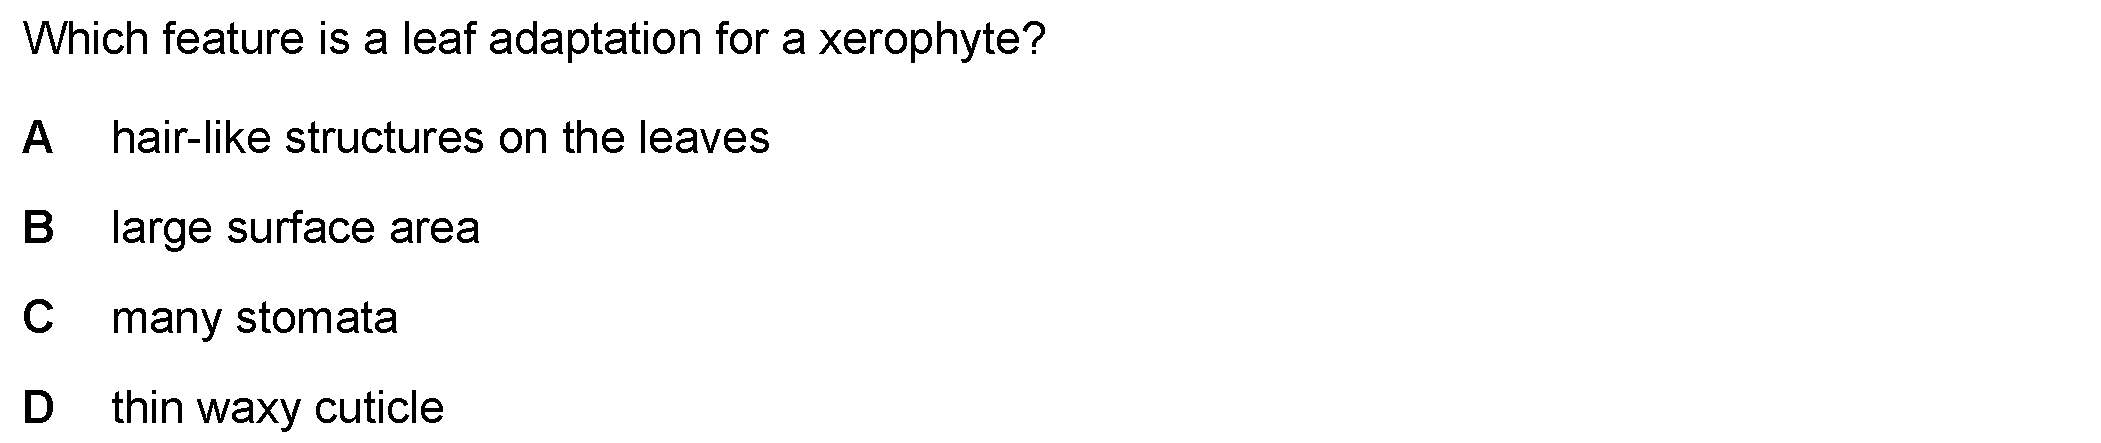 Which feature is a leaf adaptation for a xerophyte?
A hair-like structures on the leaves
B large surface area
C many stomata
D thin waxy cuticle